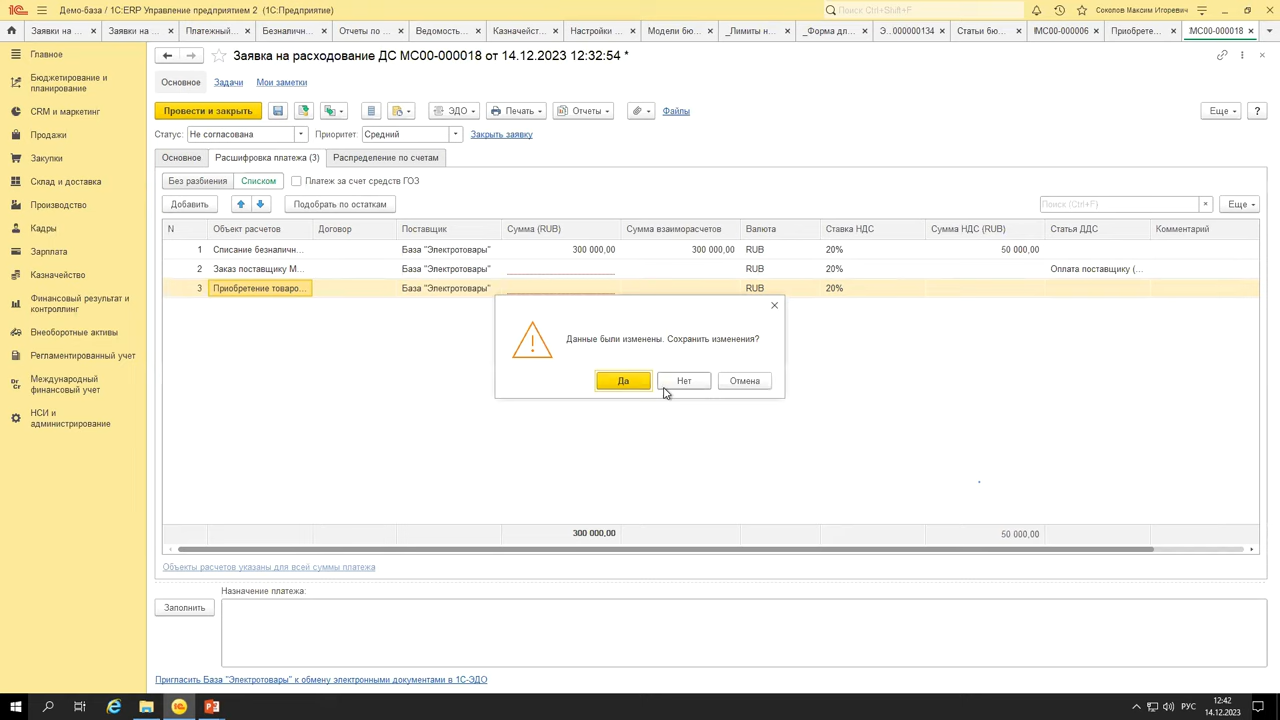 Демо-база / 1С:ERP Управление предприятием 2 (1С:Предприятие)
Поиск Ctrl+Shift+F
Соколов Максим Игоревич
Заявки на ...
Заявки на ...
Платежный...
Безналичн...
Отчеты по ...
Ведомость...
Казначейст...
Настройки ...
Модели бю...
_Лимиты н...
_Форма дл...
Э...000000134
Статьи бю...
МС00-000006
Приобрете...
МС00-000018
Заявка на расходование ДС МС00-000018 от 14.12.2023 12:32:54 *
Основное
Задачи
Мои заметки
Провести и закрыть
ЭДО
Печать
Отчеты
Файлы
Еще
?
Статус:
Не согласована
Приоритет:
Средний
Закрыть заявку
Основное
Расшифровка платежа (3)
Распределение по счетам
Без разбиения
Списком
Платеж за счет средств ГОЗ
Добавить
Подобрать по остаткам
Поиск (Ctrl+F)
Еще
N Объект расчетов Договор Поставщик Сумма (RUB) Сумма взаиморасчетов Валюта Ставка НДС Сумма НДС (RUB) Статья ДДС Комментарий
1 Списание безналичн... База "Электротовары" 300 000,00 300 000,00 RUB 20% 50 000,00
2 Заказ поставщику М... База "Электротовары" RUB 20% Оплата поставщику (...
3 Приобретение товаро... База "Электротовары" RUB 20%
Данные были изменены. Сохранить изменения?
Да
Нет
Отмена
300 000,00 50 000,00
Объекты расчетов указаны для всей суммы платежа
Назначение платежа:
Заполнить
Пригласить База "Электротовары" к обмену электронными документами в 1С-ЭДО
Главное
Бюджетирование и
планирование
CRM и маркетинг
Продажи
Закупки
Склад и доставка
Производство
Кадры
Зарплата
Казначейство
Финансовый результат и
контроллинг
Внеоборотные активы
Регламентированный учет
Международный
финансовый учет
НСИ и
администрирование
РУС
12:42
14.12.2023